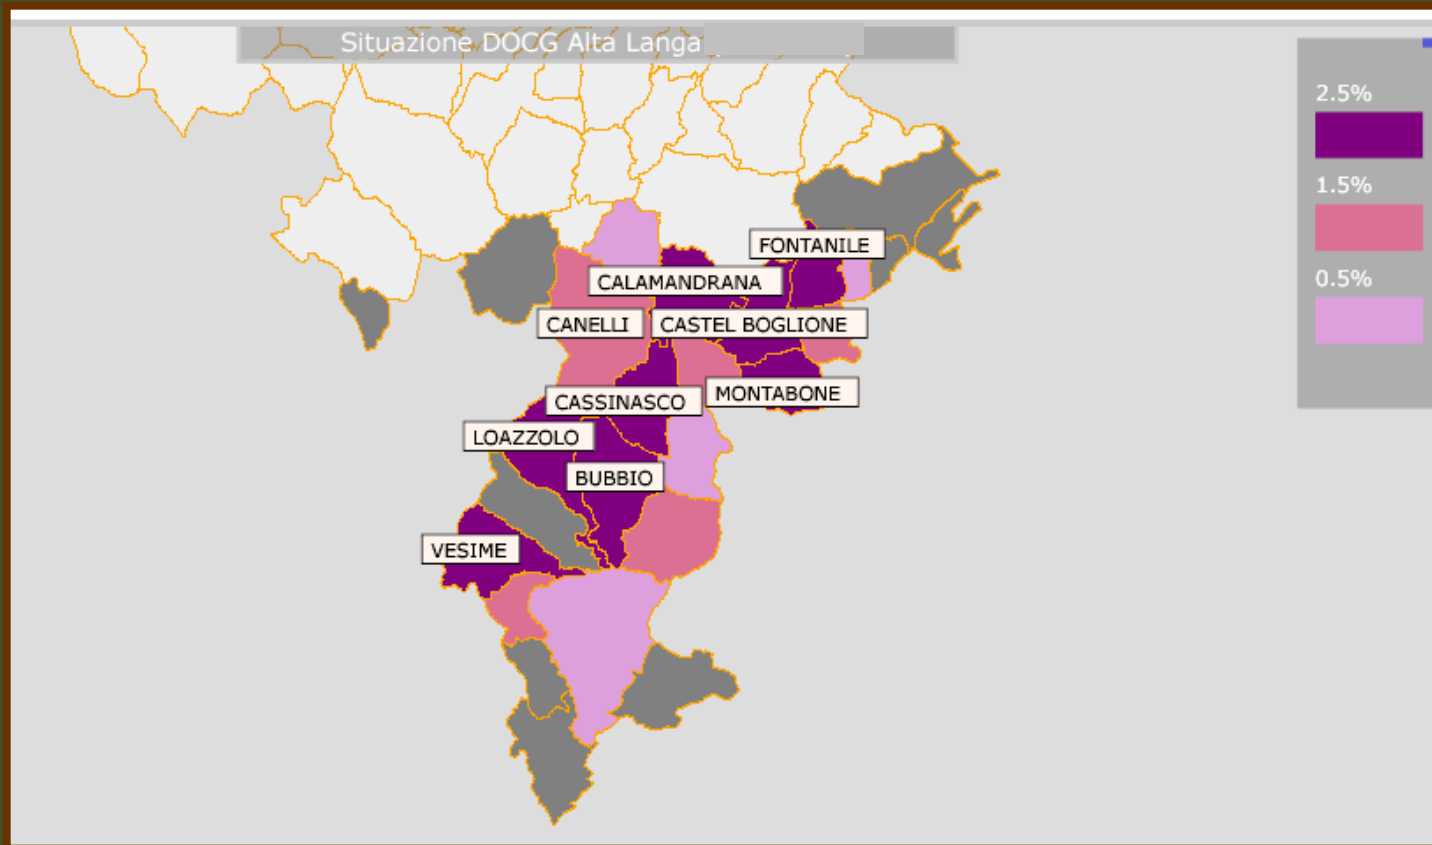 Situazione DOCG Alta Langa
2.5%
1.5%
0.5%
FONTANILE
CALAMANDRANA
CANELLI
CASTEL BOGLIONE
MONTABONE
CASSINASCO
LOAZZOLO
BUBBIO
VESIME